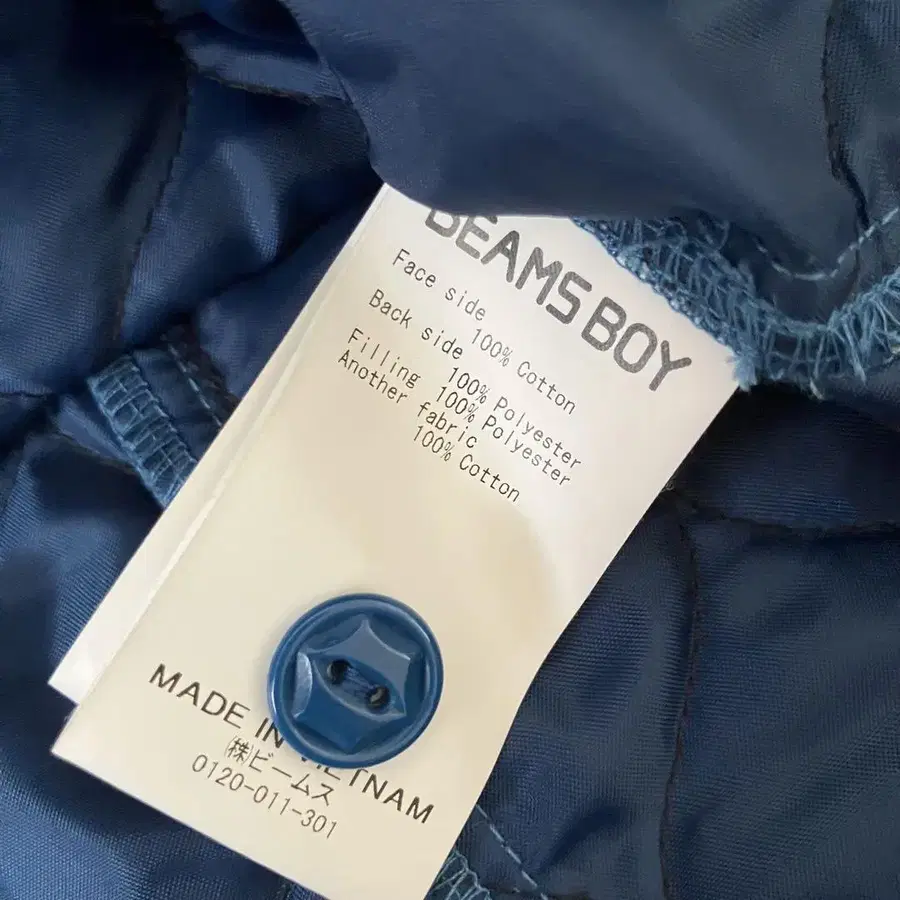 BEAMS BOY
Face side
100% Cotton
Back side
100% Polyester
Filling 100% Polyester
Another fabric
100% Cotton
MADE IN VIETNAM
㈱ビームス
0120-011-301